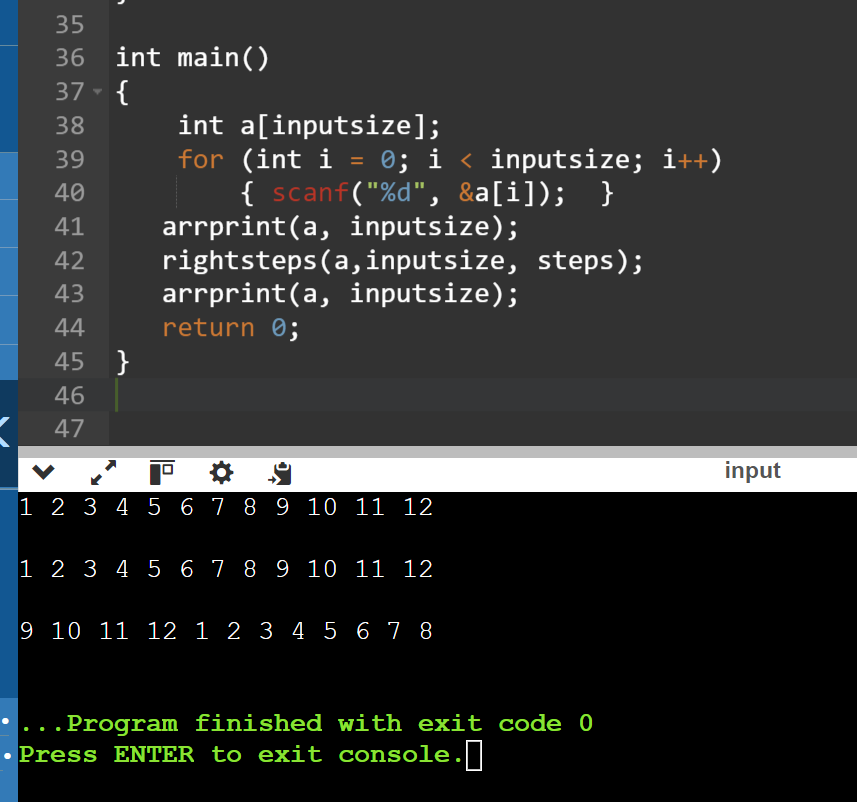 35
36 int main()
37 {
38     int a[inputsize];
39     for (int i = 0; i < inputsize; i++)
40         { scanf("%d", &a[i]);  }
41    arrprint(a, inputsize);
42    rightsteps(a,inputsize, steps);
43    arrprint(a, inputsize);
44    return 0;
45 }
46
47
input
1 2 3 4 5 6 7 8 9 10 11 12
1 2 3 4 5 6 7 8 9 10 11 12
9 10 11 12 1 2 3 4 5 6 7 8
...Program finished with exit code 0
Press ENTER to exit console.